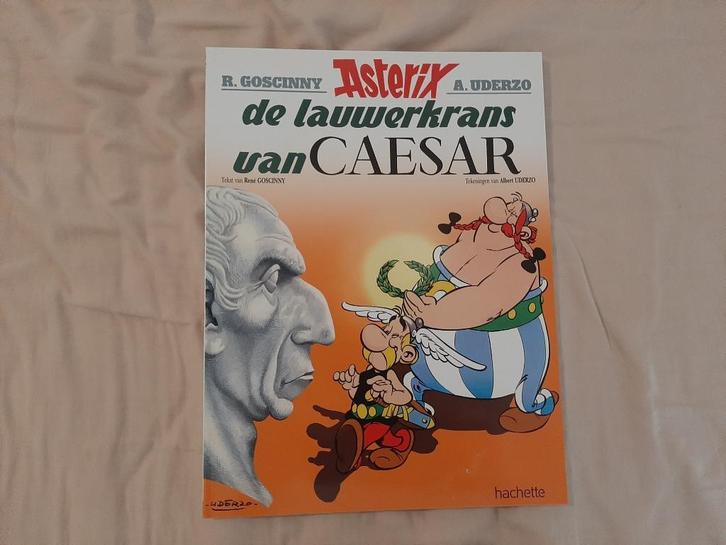 R. GOSCINNY Asterix A. UDERZO
de lauwerkrans
van CAESAR
Tekst van René GOSCINNY Tekeningen van Albert UDERZO
hachette
-UDERZO-